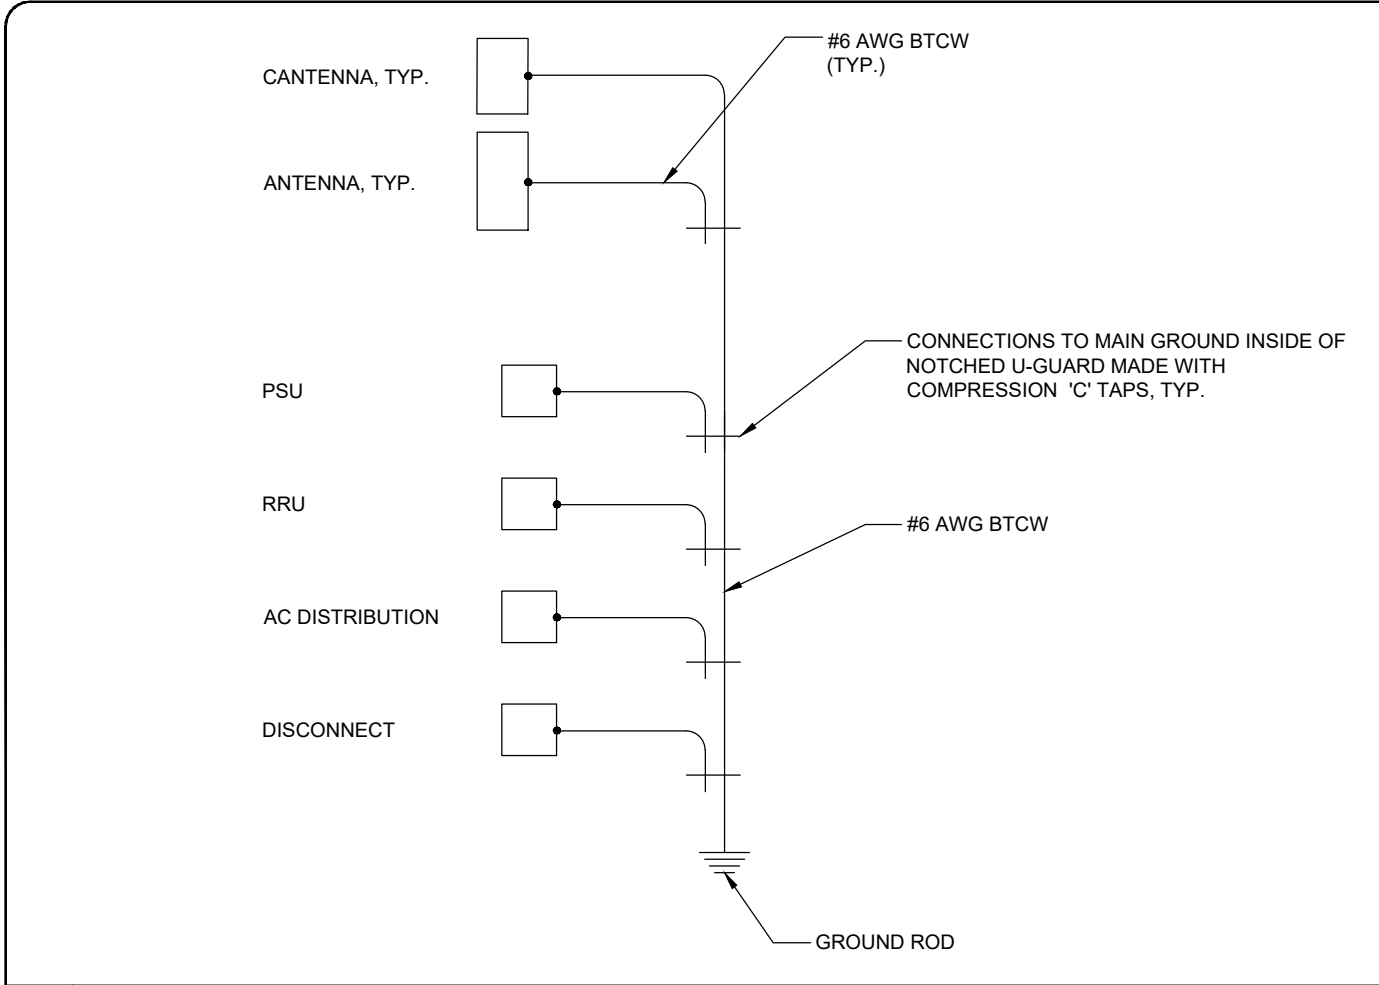 #6 AWG BTCW
(TYP.)
CANTENNA, TYP.
ANTENNA, TYP.
CONNECTIONS TO MAIN GROUND INSIDE OF
NOTCHED U-GUARD MADE WITH
COMPRESSION 'C' TAPS, TYP.
PSU
RRU
#6 AWG BTCW
AC DISTRIBUTION
DISCONNECT
GROUND ROD